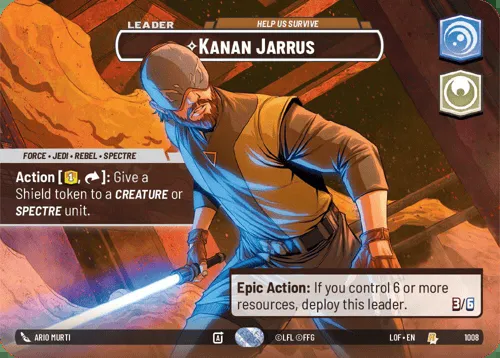 LEADER
HELP US SURVIVE
✧KANAN JARRUS
FORCE • JEDI • REBEL • SPECTRE
Action [1, ]: Give a
Shield token to a CREATURE or
SPECTRE unit.
Epic Action: If you control 6 or more
resources, deploy this leader.
3/6
ARIO MURTI
A
©LFL ©FFG
LOF • EN
1008